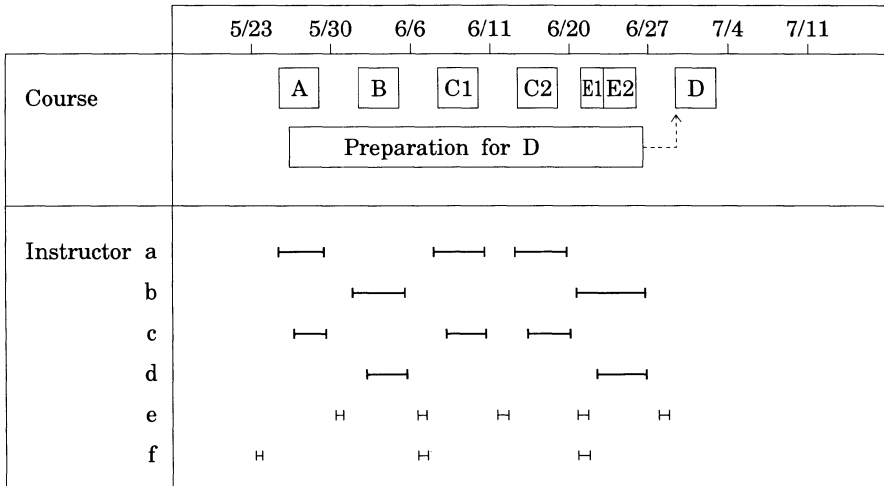 5/23 5/30 6/6 6/11 6/20 6/27 7/4 7/11
Course A B C1 C2 E1 E2 D
Preparation for D
Instructor a
b
c
d
e
f